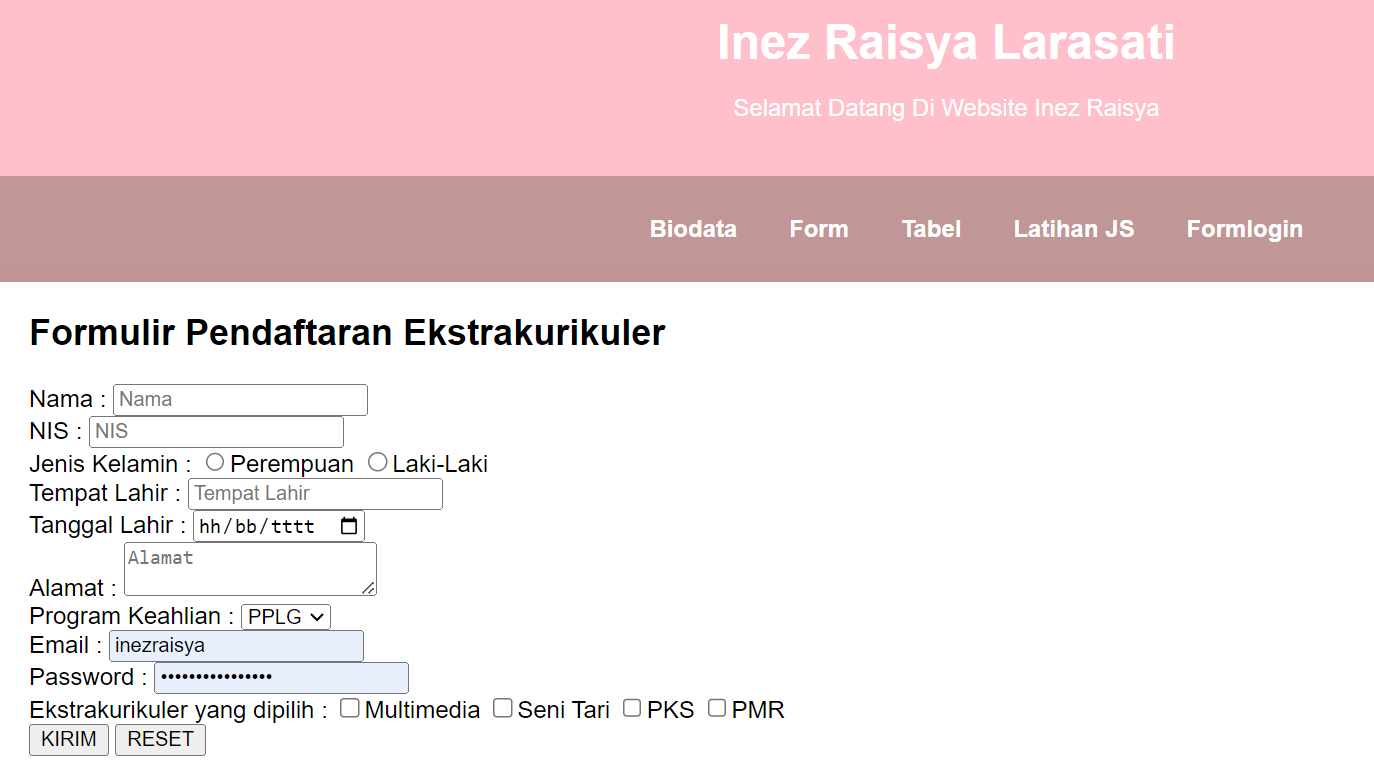 Inez Raisya Larasati
Selamat Datang Di Website Inez Raisya
Biodata Form Tabel Latihan JS Formlogin
Formulir Pendaftaran Ekstrakurikuler
Nama : Nama
NIS : NIS
Jenis Kelamin : Perempuan Laki-Laki
Tempat Lahir : Tempat Lahir
Tanggal Lahir : hh/bb/tttt
Alamat : Alamat
Program Keahlian : PPLG
Email : inezraisya
Password : ••••••••••••••••
Ekstrakurikuler yang dipilih : Multimedia Seni Tari PKS PMR
KIRIM RESET